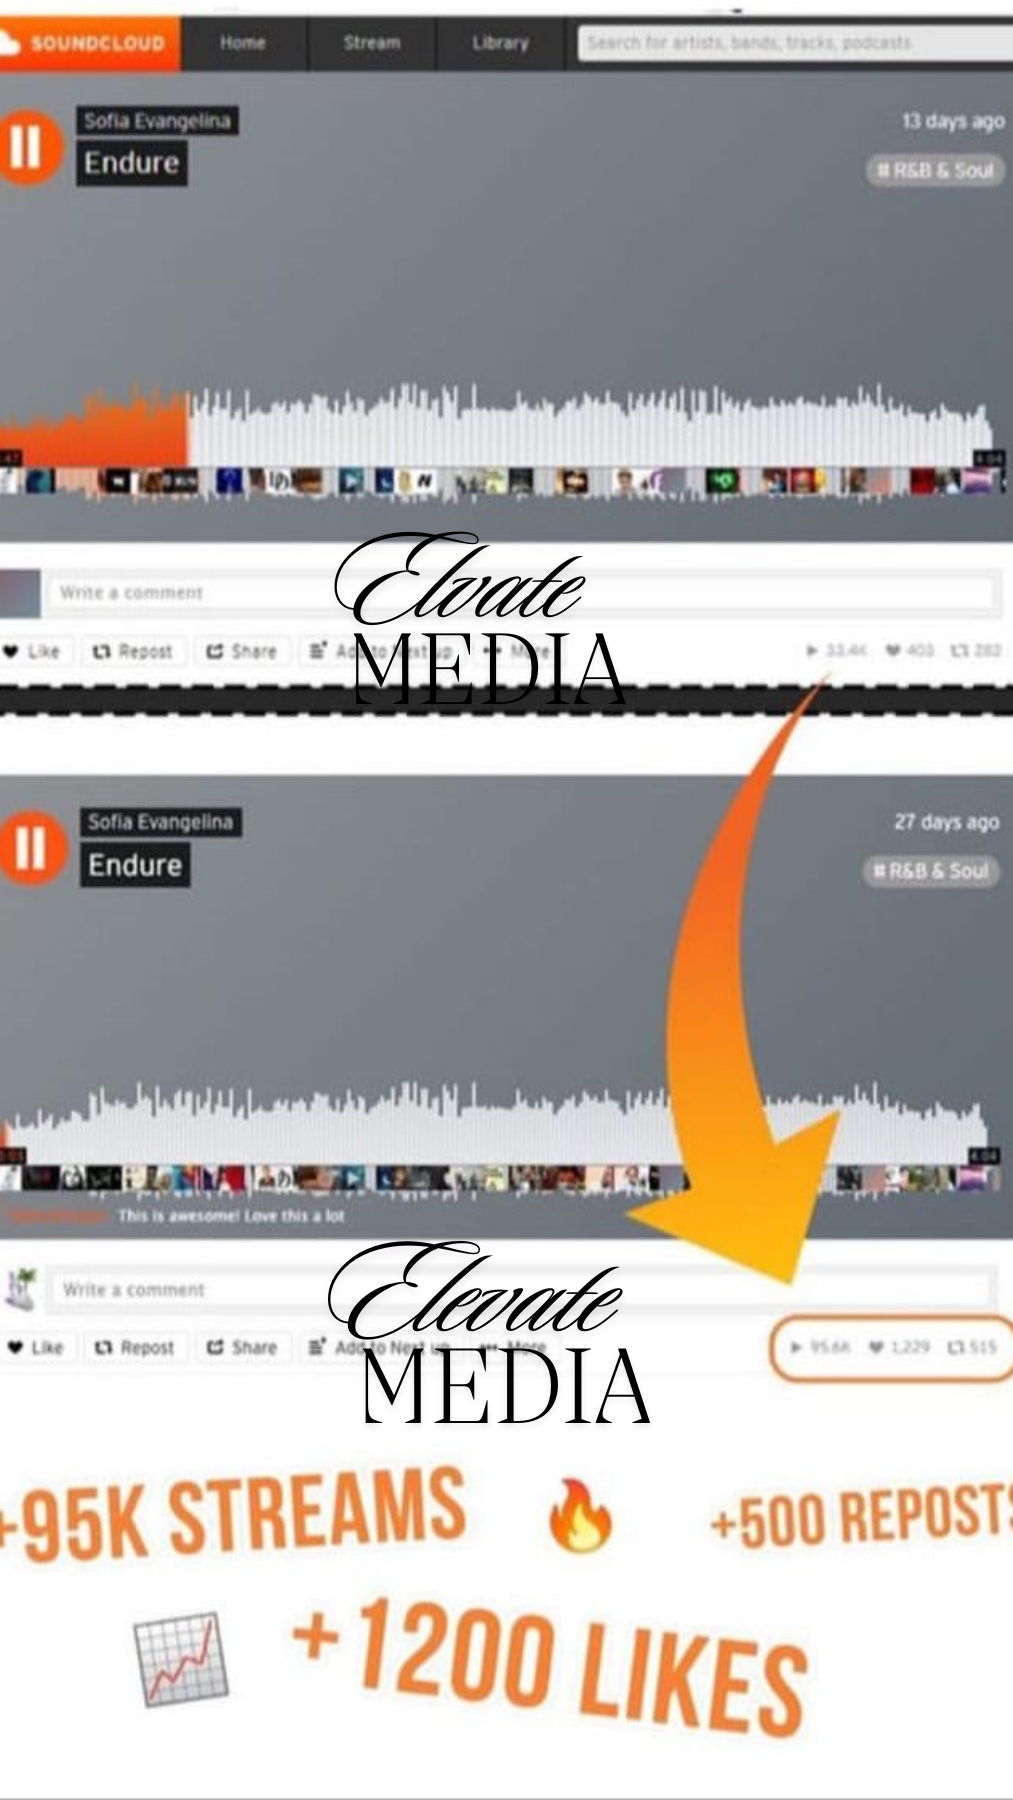 SOUNDCLOUD Home Stream Library Search for artists, bands, tracks, podcasts
Sofia Evangelina 13 days ago
Endure # R&B & Soul
4:04
Elvate
Write a comment
MEDIA
Like Repost Share Add to Next up More 33.4K 403 282
Sofia Evangelina 27 days ago
Endure # R&B & Soul
4:04
This is awesome! Love this a lot
Elevate
Write a comment
Like Repost Share Add to Next up More 95.6K 1,229 515
MEDIA
+95K STREAMS +500 REPOSTS
+1200 LIKES